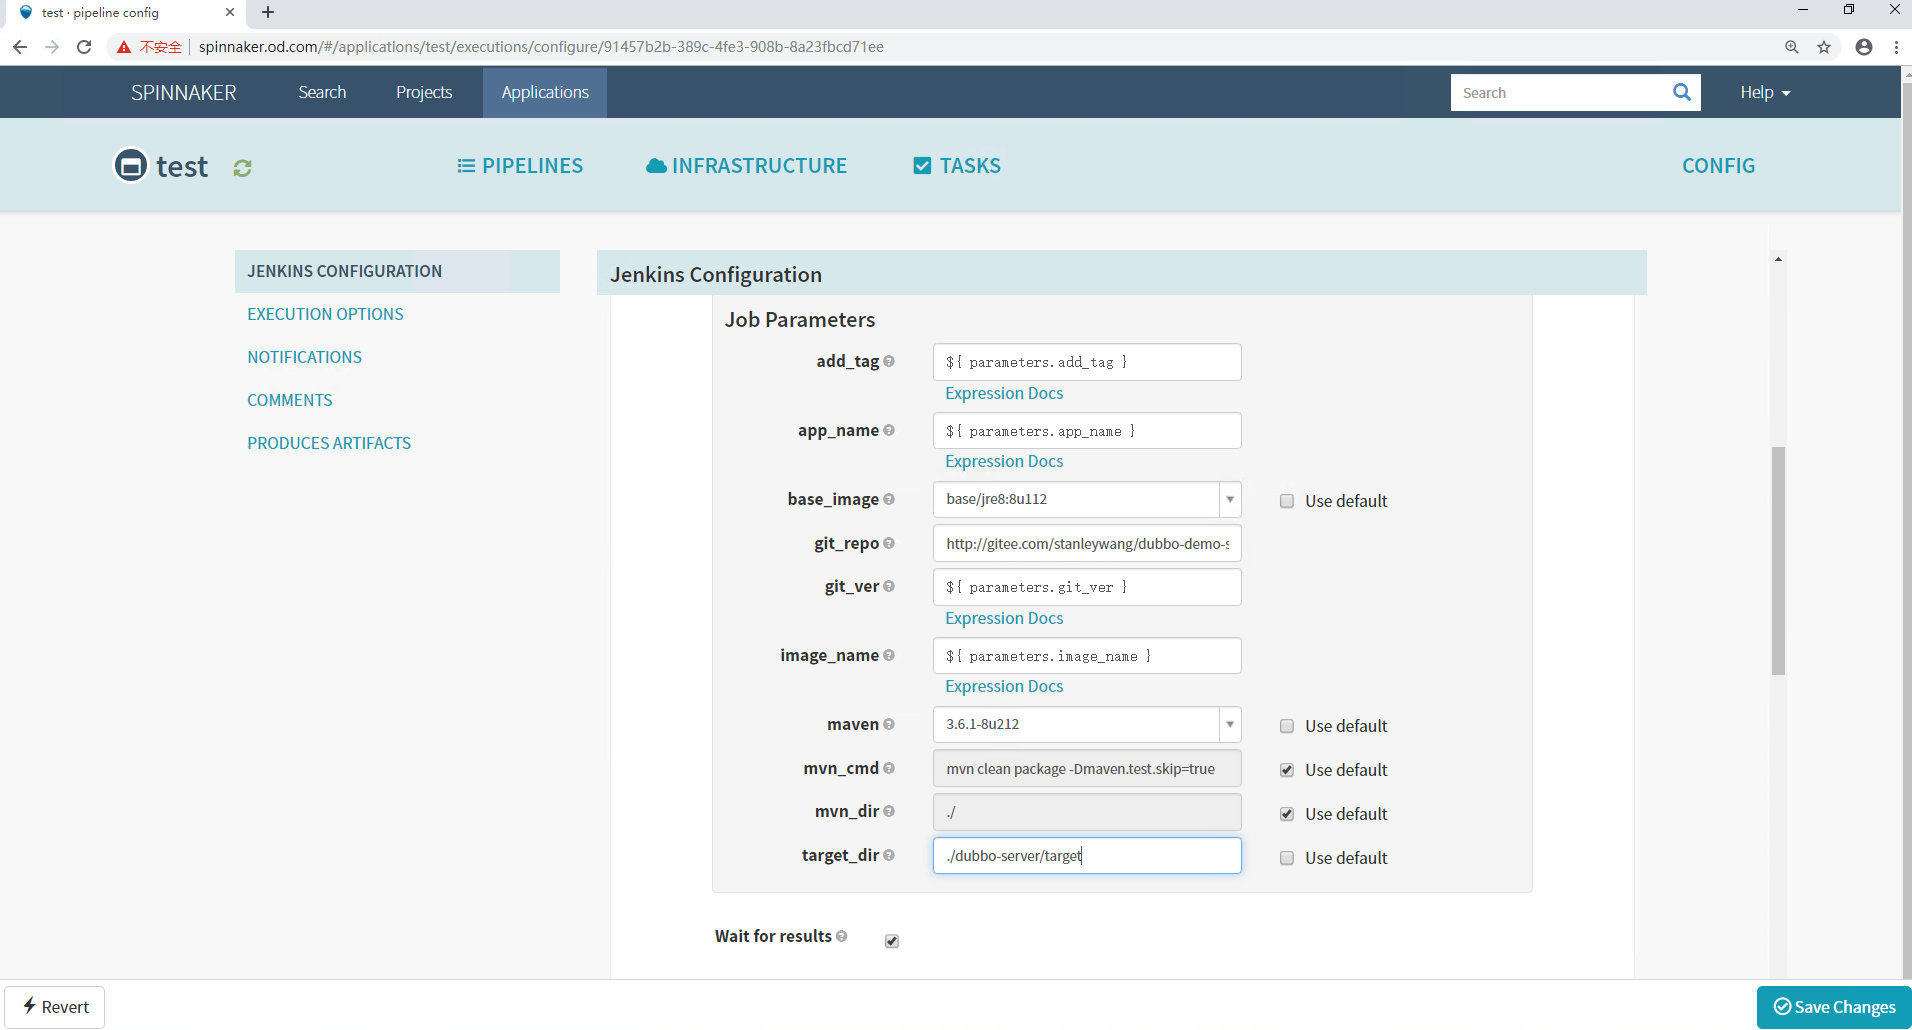 test · pipeline config
不安全 spinnaker.od.com/#/applications/test/executions/configure/91457b2b-389c-4fe3-908b-8a23fbcd71ee
SPINNAKER Search Projects Applications Search Help
test PIPELINES INFRASTRUCTURE TASKS CONFIG
JENKINS CONFIGURATION
EXECUTION OPTIONS
NOTIFICATIONS
COMMENTS
PRODUCES ARTIFACTS
Jenkins Configuration
Job Parameters
add_tag ${ parameters.add_tag }
Expression Docs
app_name ${ parameters.app_name }
Expression Docs
base_image base/jre8:8u112 Use default
git_repo http://gitee.com/stanleywang/dubbo-demo-s
git_ver ${ parameters.git_ver }
Expression Docs
image_name ${ parameters.image_name }
Expression Docs
maven 3.6.1-8u212 Use default
mvn_cmd mvn clean package -Dmaven.test.skip=true Use default
mvn_dir ./ Use default
target_dir ./dubbo-server/target Use default
Wait for results
Revert Save Changes